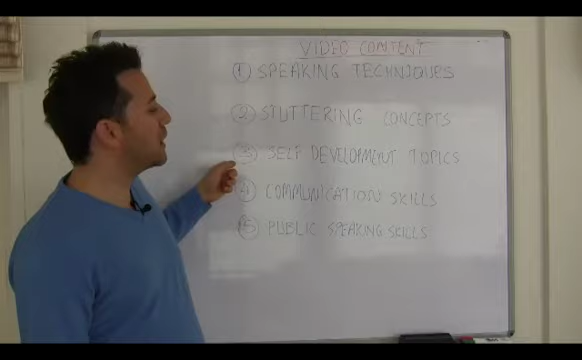 VIDEO CONTENT
1 SPEAKING TECHNIQUES
2 STUTTERING CONCEPTS
3 SELF DEVELOPMENT TOPICS
4 COMMUNICATION SKILLS
5 PUBLIC SPEAKING SKILLS